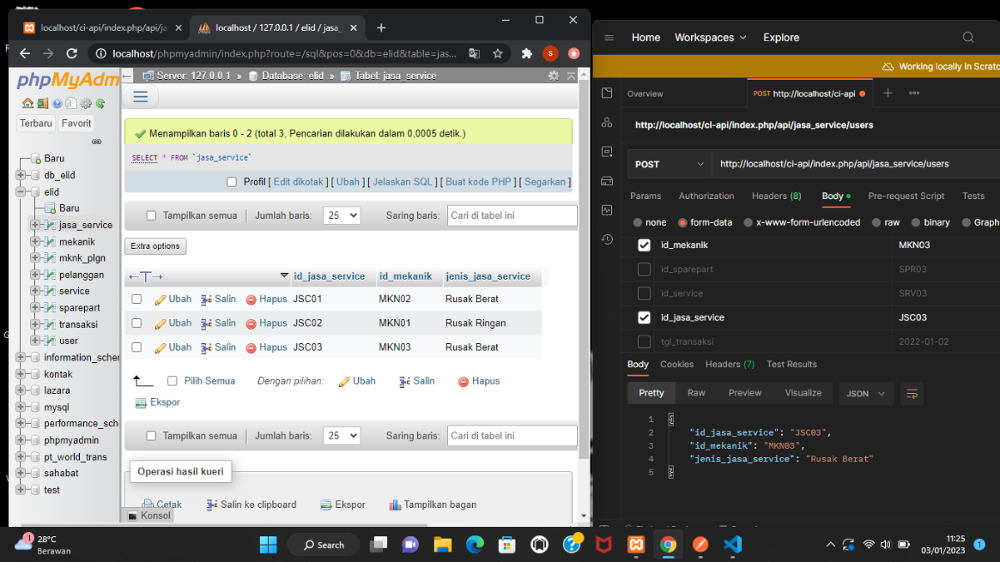 localhost/ci-api/index.php/api/ja
localhost / 127.0.0.1 / elid / jasa_
localhost/phpmyadmin/index.php?route=/sql&pos=0&db=elid&table=jas...
S
phpMyAdm
Terbaru
Favorit
Baru
db_elid
elid
Baru
jasa_service
mekanik
mknk_plgn
pelanggan
service
sparepart
transaksi
user
information_schem
kontak
lazara
mysql
performance_sch
phpmyadmin
pt_world_trans
sahabat
test
Server: 127.0.0.1 » Database: elid » Tabel: jasa_service
Menampilkan baris 0 - 2 (total 3, Pencarian dilakukan dalam 0,0005 detik.)
SELECT * FROM `jasa_service`
Profil [ Edit dikotak ] [ Ubah ] [ Jelaskan SQL ] [ Buat kode PHP ] [ Segarkan ]
Tampilkan semua Jumlah baris: 25 Saring baris: Cari di tabel ini
Extra options
←T→ id_jasa_service id_mekanik jenis_jasa_service
Ubah Salin Hapus JSC01 MKN02 Rusak Berat
Ubah Salin Hapus JSC02 MKN01 Rusak Ringan
Ubah Salin Hapus JSC03 MKN03 Rusak Berat
Pilih Semua Dengan pilihan: Ubah Salin Hapus
Ekspor
Tampilkan semua Jumlah baris: 25 Saring baris: Cari di tabel ini
Operasi hasil kueri
Cetak Salin ke clipboard Ekspor Tampilkan bagan
Konsol
Home Workspaces Explore
Working locally in Scratc
Overview
POST http://localhost/ci-api
http://localhost/ci-api/index.php/api/jasa_service/users
POST http://localhost/ci-api/index.php/api/jasa_service/users
Params Authorization Headers (8) Body Pre-request Script Tests
none form-data x-www-form-urlencoded raw binary Graph
id_mekanik MKN03
id_sparepart SPR03
id_service SRV03
id_jasa_service JSC03
tgl_transaksi 2022-01-02
Body Cookies Headers (7) Test Results
Pretty Raw Preview Visualize JSON
1 {
2 "id_jasa_service": "JSC03",
3 "id_mekanik": "MKN03",
4 "jenis_jasa_service": "Rusak Berat"
5 }
1
28°C
Berawan
Search
11:25
03/01/2023
1